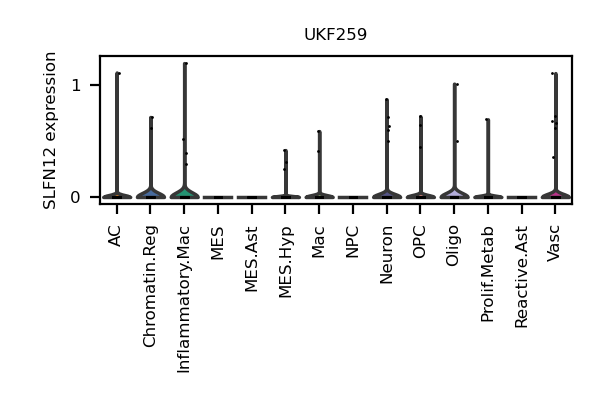 UKF259
SLFN12 expression
1
0
AC
Chromatin.Reg
Inflammatory.Mac
MES
MES.Ast
MES.Hyp
Mac
NPC
Neuron
OPC
Oligo
Prolif.Metab
Reactive.Ast
Vasc